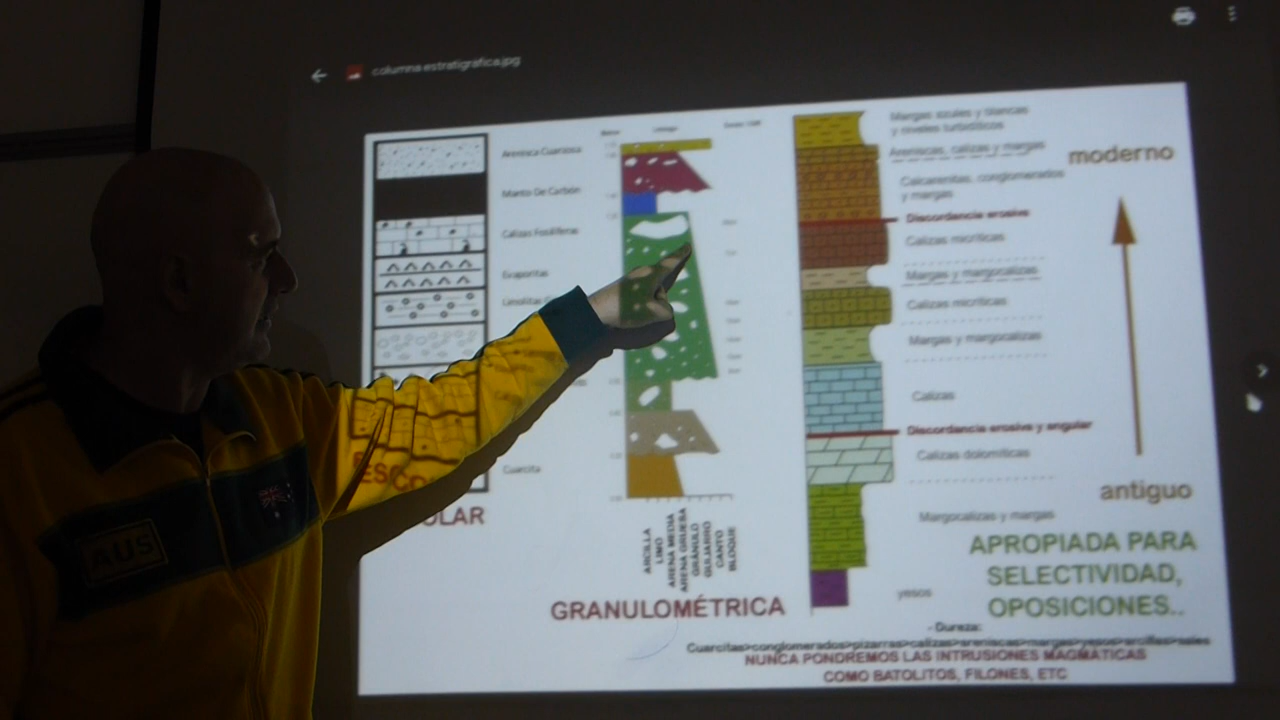 columna estratigráfica.jpg
Arenisca Cuarzosa
Manto De Carbón
Calizas Fosilíferas
Evaporitas
Limolitas
Cuarcita
ESCO
ULAR
AUS
ARCILLA
LIMO
ARENA MEDIA
ARENA GRUESA
GRÁNULO
GUIJARRO
CANTO
BLOQUE
GRANULOMÉTRICA
Margas azules y blancas
y niveles turbidíticos
Areniscas, calizas y margas
Calcarenitas, conglomerados
y margas
Discordancia erosiva
Calizas micríticas
Margas y margocalizas
Calizas micríticas
Margas y margocalizas
Calizas
Discordancia erosiva y angular
Calizas dolomíticas
Margocalizas y margas
yesos
moderno
antiguo
APROPIADA PARA
SELECTIVIDAD,
OPOSICIONES..
- Dureza:
Cuarcitas>conglomerados>pizarras>calizas>areniscas>margas>yesos>arcillas>sales
NUNCA PONDREMOS LAS INTRUSIONES MAGMÁTICAS
COMO BATOLITOS, FILONES, ETC